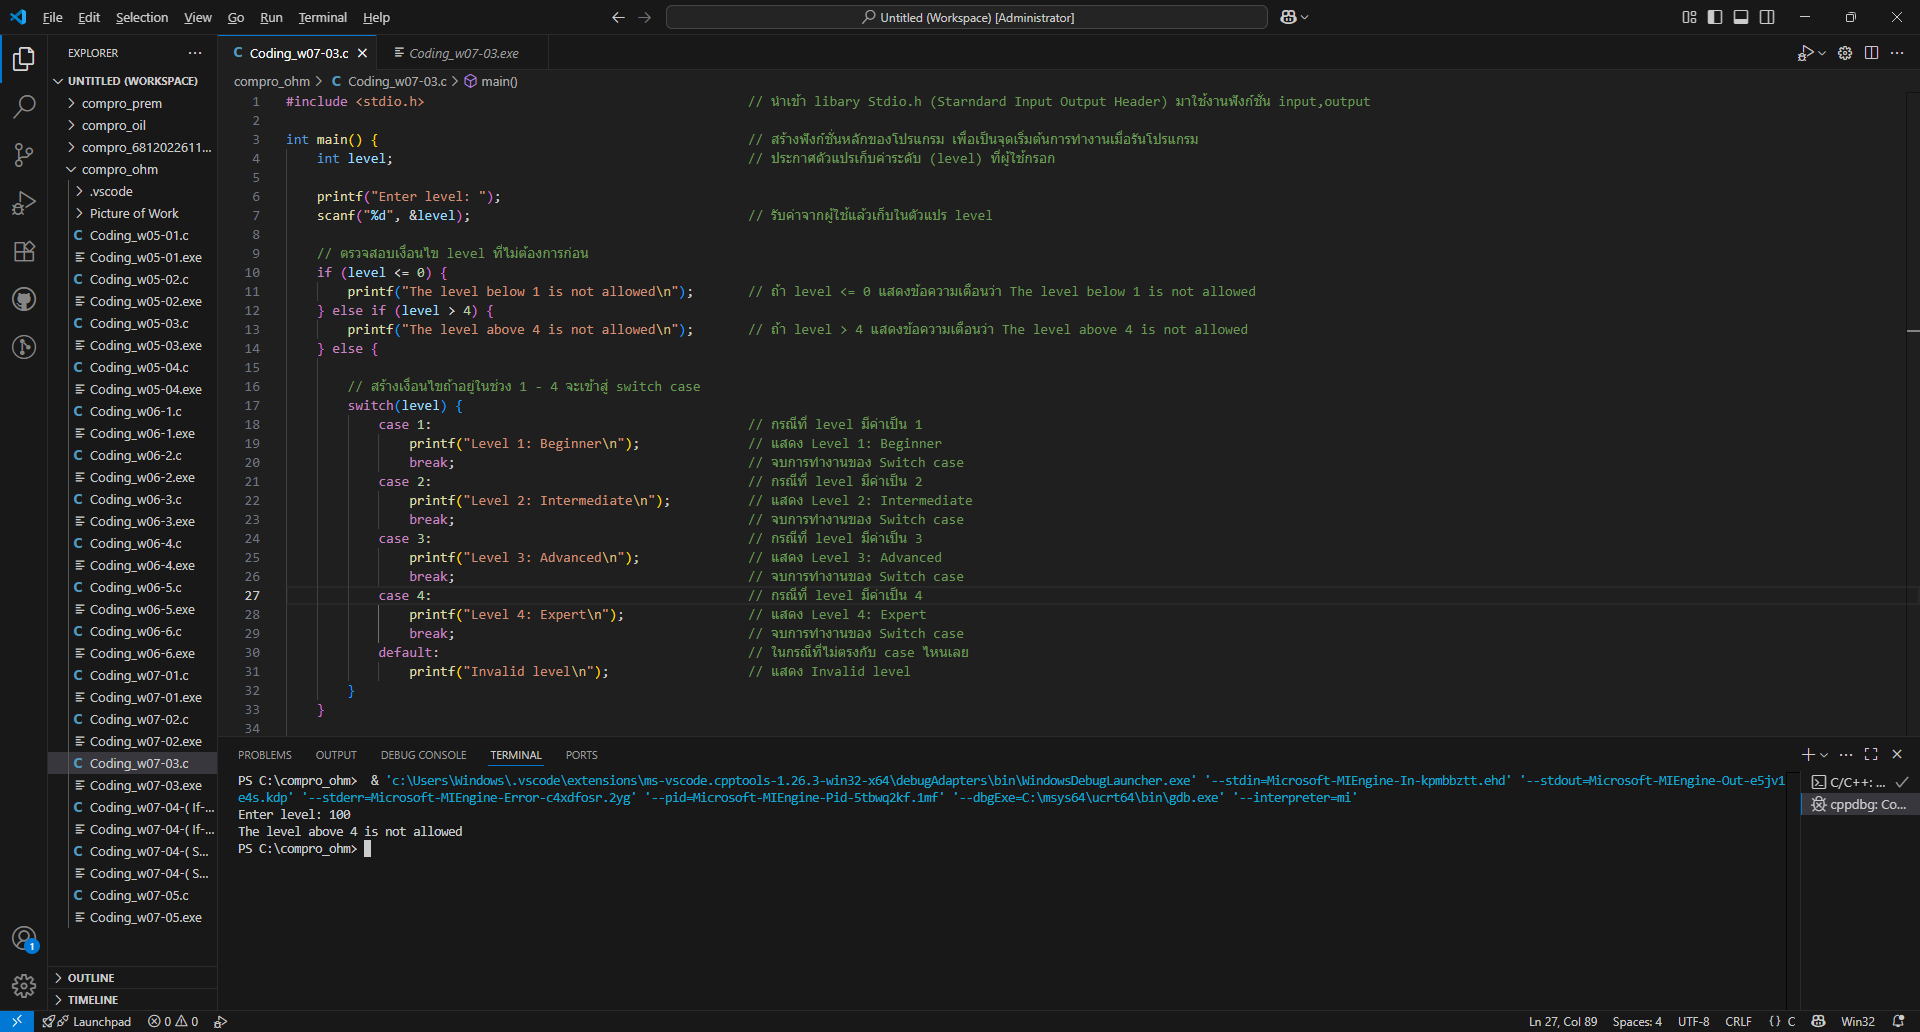 File Edit Selection View Go Run Terminal Help
Untitled (Workspace) [Administrator]
EXPLORER
UNTITLED (WORKSPACE)
compro_prem
compro_oil
compro_6812022611...
compro_ohm
.vscode
Picture of Work
Coding_w05-01.c
Coding_w05-01.exe
Coding_w05-02.c
Coding_w05-02.exe
Coding_w05-03.c
Coding_w05-03.exe
Coding_w05-04.c
Coding_w05-04.exe
Coding_w06-1.c
Coding_w06-1.exe
Coding_w06-2.c
Coding_w06-2.exe
Coding_w06-3.c
Coding_w06-3.exe
Coding_w06-4.c
Coding_w06-4.exe
Coding_w06-5.c
Coding_w06-5.exe
Coding_w06-6.c
Coding_w06-6.exe
Coding_w07-01.c
Coding_w07-01.exe
Coding_w07-02.c
Coding_w07-02.exe
Coding_w07-03.c
Coding_w07-03.exe
Coding_w07-04-( If-...
Coding_w07-04-( If-...
Coding_w07-04-( S...
Coding_w07-04-( S...
Coding_w07-05.c
Coding_w07-05.exe
OUTLINE
TIMELINE
Coding_w07-03.c Coding_w07-03.exe
compro_ohm > C Coding_w07-03.c > main()
1 #include <stdio.h> // นำเข้า libary Stdio.h (Starndard Input Output Header) มาใช้งานฟังก์ชั่น input,output
2
3 int main() { // สร้างฟังก์ชั่นหลักของโปรแกรม เพื่อเป็นจุดเริ่มต้นการทำงานเมื่อรันโปรแกรม
4 int level; // ประกาศตัวแปรเก็บค่าระดับ (level) ที่ผู้ใช้กรอก
5
6 printf("Enter level: ");
7 scanf("%d", &level); // รับค่าจากผู้ใช้แล้วเก็บในตัวแปร level
8
9 // ตรวจสอบเงื่อนไข level ที่ไม่ต้องการก่อน
10 if (level <= 0) {
11 printf("The level below 1 is not allowed\n"); // ถ้า level <= 0 แสดงข้อความเตือนว่า The level below 1 is not allowed
12 } else if (level > 4) {
13 printf("The level above 4 is not allowed\n"); // ถ้า level > 4 แสดงข้อความเตือนว่า The level above 4 is not allowed
14 } else {
15
16 // สร้างเงื่อนไขถ้าอยู่ในช่วง 1 - 4 จะเข้าสู่ switch case
17 switch(level) {
18 case 1: // กรณีที่ level มีค่าเป็น 1
19 printf("Level 1: Beginner\n"); // แสดง Level 1: Beginner
20 break; // จบการทำงานของ Switch case
21 case 2: // กรณีที่ level มีค่าเป็น 2
22 printf("Level 2: Intermediate\n"); // แสดง Level 2: Intermediate
23 break; // จบการทำงานของ Switch case
24 case 3: // กรณีที่ level มีค่าเป็น 3
25 printf("Level 3: Advanced\n"); // แสดง Level 3: Advanced
26 break; // จบการทำงานของ Switch case
27 case 4: // กรณีที่ level มีค่าเป็น 4
28 printf("Level 4: Expert\n"); // แสดง Level 4: Expert
29 break; // จบการทำงานของ Switch case
30 default: // ในกรณีที่ไม่ตรงกับ case ไหนเลย
31 printf("Invalid level\n"); // แสดง Invalid level
32 }
33 }
34
PROBLEMS OUTPUT DEBUG CONSOLE TERMINAL PORTS
PS C:\compro_ohm> & 'c:\Users\Windows\.vscode\extensions\ms-vscode.cpptools-1.26.3-win32-x64\debugAdapters\bin\WindowsDebugLauncher.exe' '--stdin=Microsoft-MIEngine-In-kpmbbztt.ehd' '--stdout=Microsoft-MIEngine-Out-e5jv1
e4s.kdp' '--stderr=Microsoft-MIEngine-Error-c4xdfosr.2yg' '--pid=Microsoft-MIEngine-Pid-5tbwq2kf.1mf' '--dbgExe=C:\msys64\ucrt64\bin\gdb.exe' '--interpreter=mi'
Enter level: 100
The level above 4 is not allowed
PS C:\compro_ohm>
C/C++: ...
cppdbg: Co...
1
Launchpad 0 0
Ln 27, Col 89 Spaces: 4 UTF-8 CRLF {} C Win32